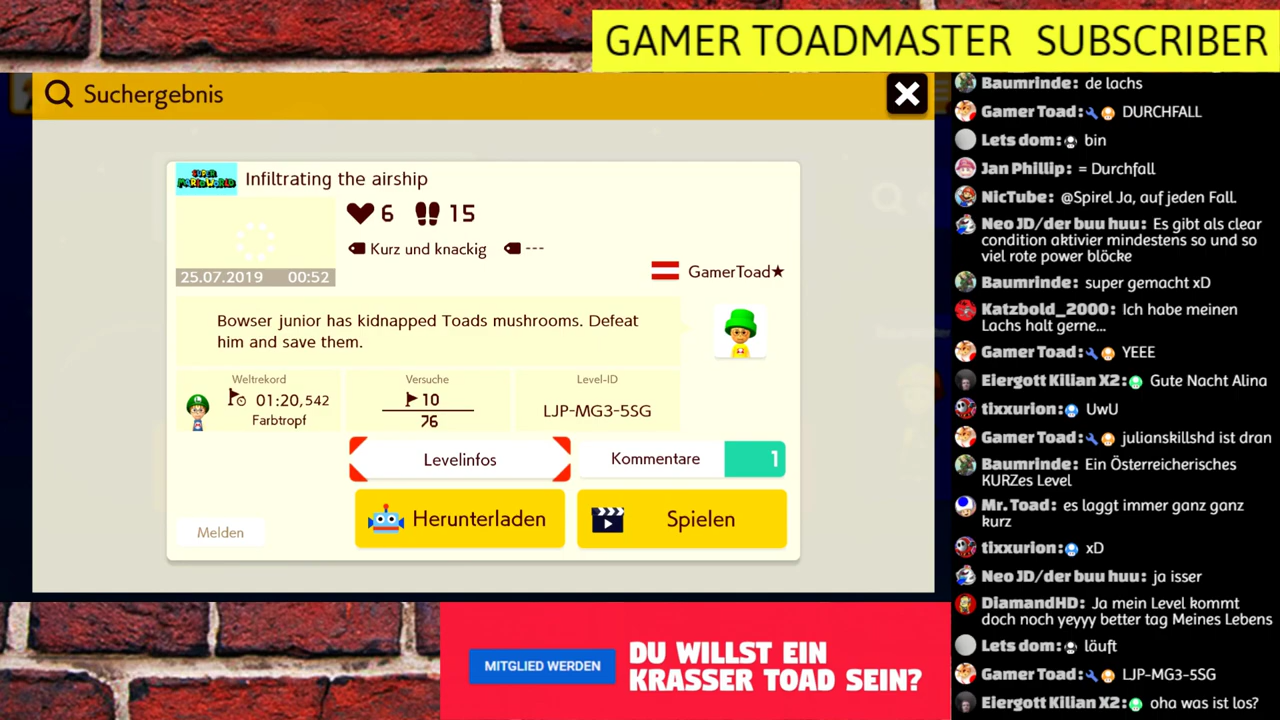 GAMER TOADMASTER SUBSCRIBER
Suchergebnis
SUPER MARIO WORLD
Infiltrating the airship
6 15
Kurz und knackig ---
25.07.2019 00:52
GamerToad★
Bowser junior has kidnapped Toads mushrooms. Defeat
him and save them.
Weltrekord
01:20,542
Farbtropf
Versuche
10
76
Level-ID
LJP-MG3-5SG
Levelinfos
Kommentare 1
Melden
Herunterladen
Spielen
MITGLIED WERDEN
DU WILLST EIN
KRASSER TOAD SEIN?
Baumrinde: de lachs
Gamer Toad: DURCHFALL
Lets dom: bin
Jan Phillip: = Durchfall
NicTube: @Spirel Ja, auf jeden Fall.
Neo JD/der buu huu: Es gibt als clear
condition aktivier mindestens so und so
viel rote power blöcke
Baumrinde: super gemacht xD
Katzbold_2000: Ich habe meinen
Lachs halt gerne...
Gamer Toad: YEEE
Eiergott Kilian X2: Gute Nacht Alina
tixxurion: UwU
Gamer Toad: julianskillshd ist dran
Baumrinde: Ein Österreicherisches
KURZes Level
Mr. Toad: es laggt immer ganz ganz
kurz
tixxurion: xD
Neo JD/der buu huu: ja isser
DiamandHD: Ja mein Level kommt
doch noch yeyyy better tag Meines Lebens
Lets dom: läuft
Gamer Toad: LJP-MG3-5SG
Eiergott Kilian X2: oha was ist los?